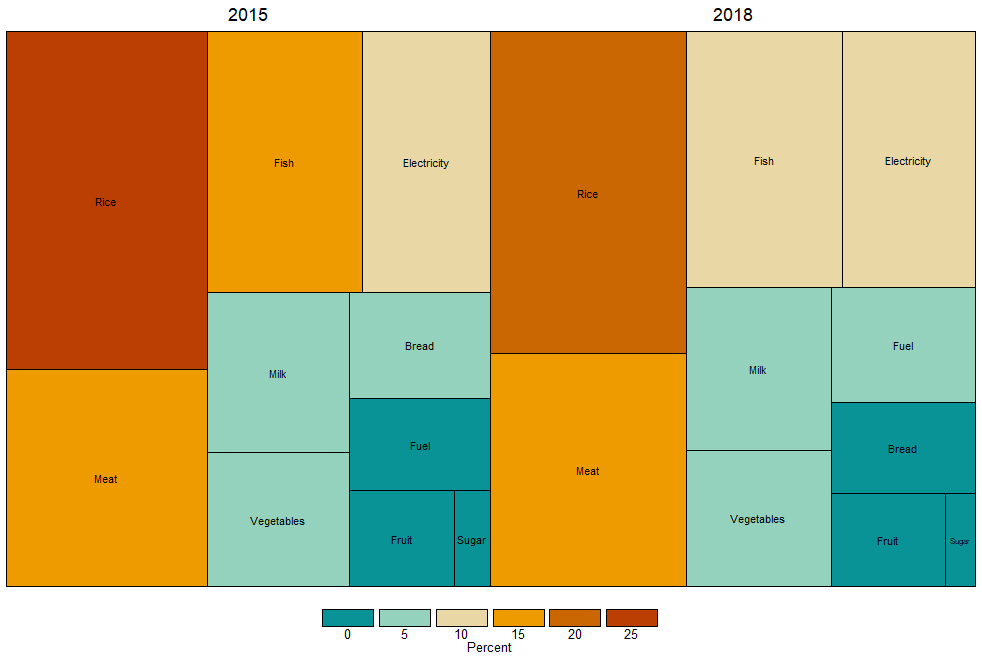 2015
2018
Rice
Fish
Electricity
Meat
Milk
Bread
Fuel
Vegetables
Fruit
Sugar
Rice
Fish
Electricity
Meat
Milk
Fuel
Bread
Vegetables
Fruit
Sugar
0 5 10 15 20 25
Percent